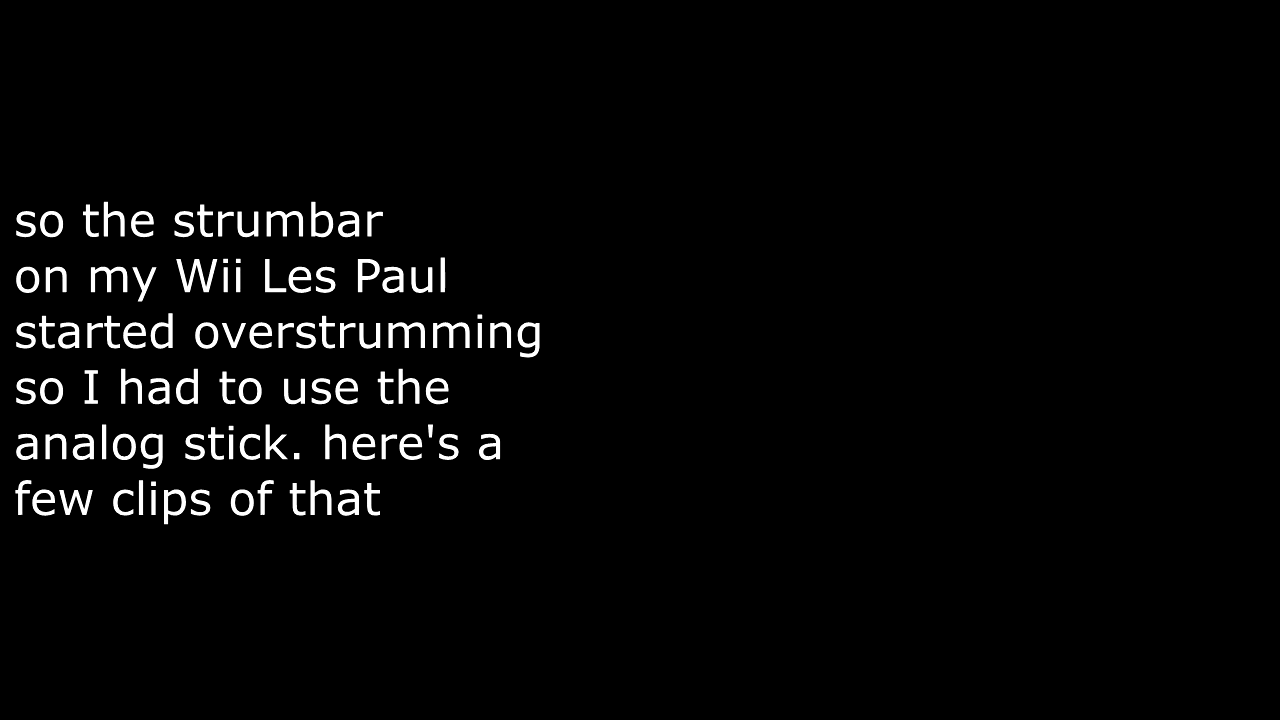 so the strumbar
on my Wii Les Paul
started overstrumming
so I had to use the
analog stick. here's a
few clips of that